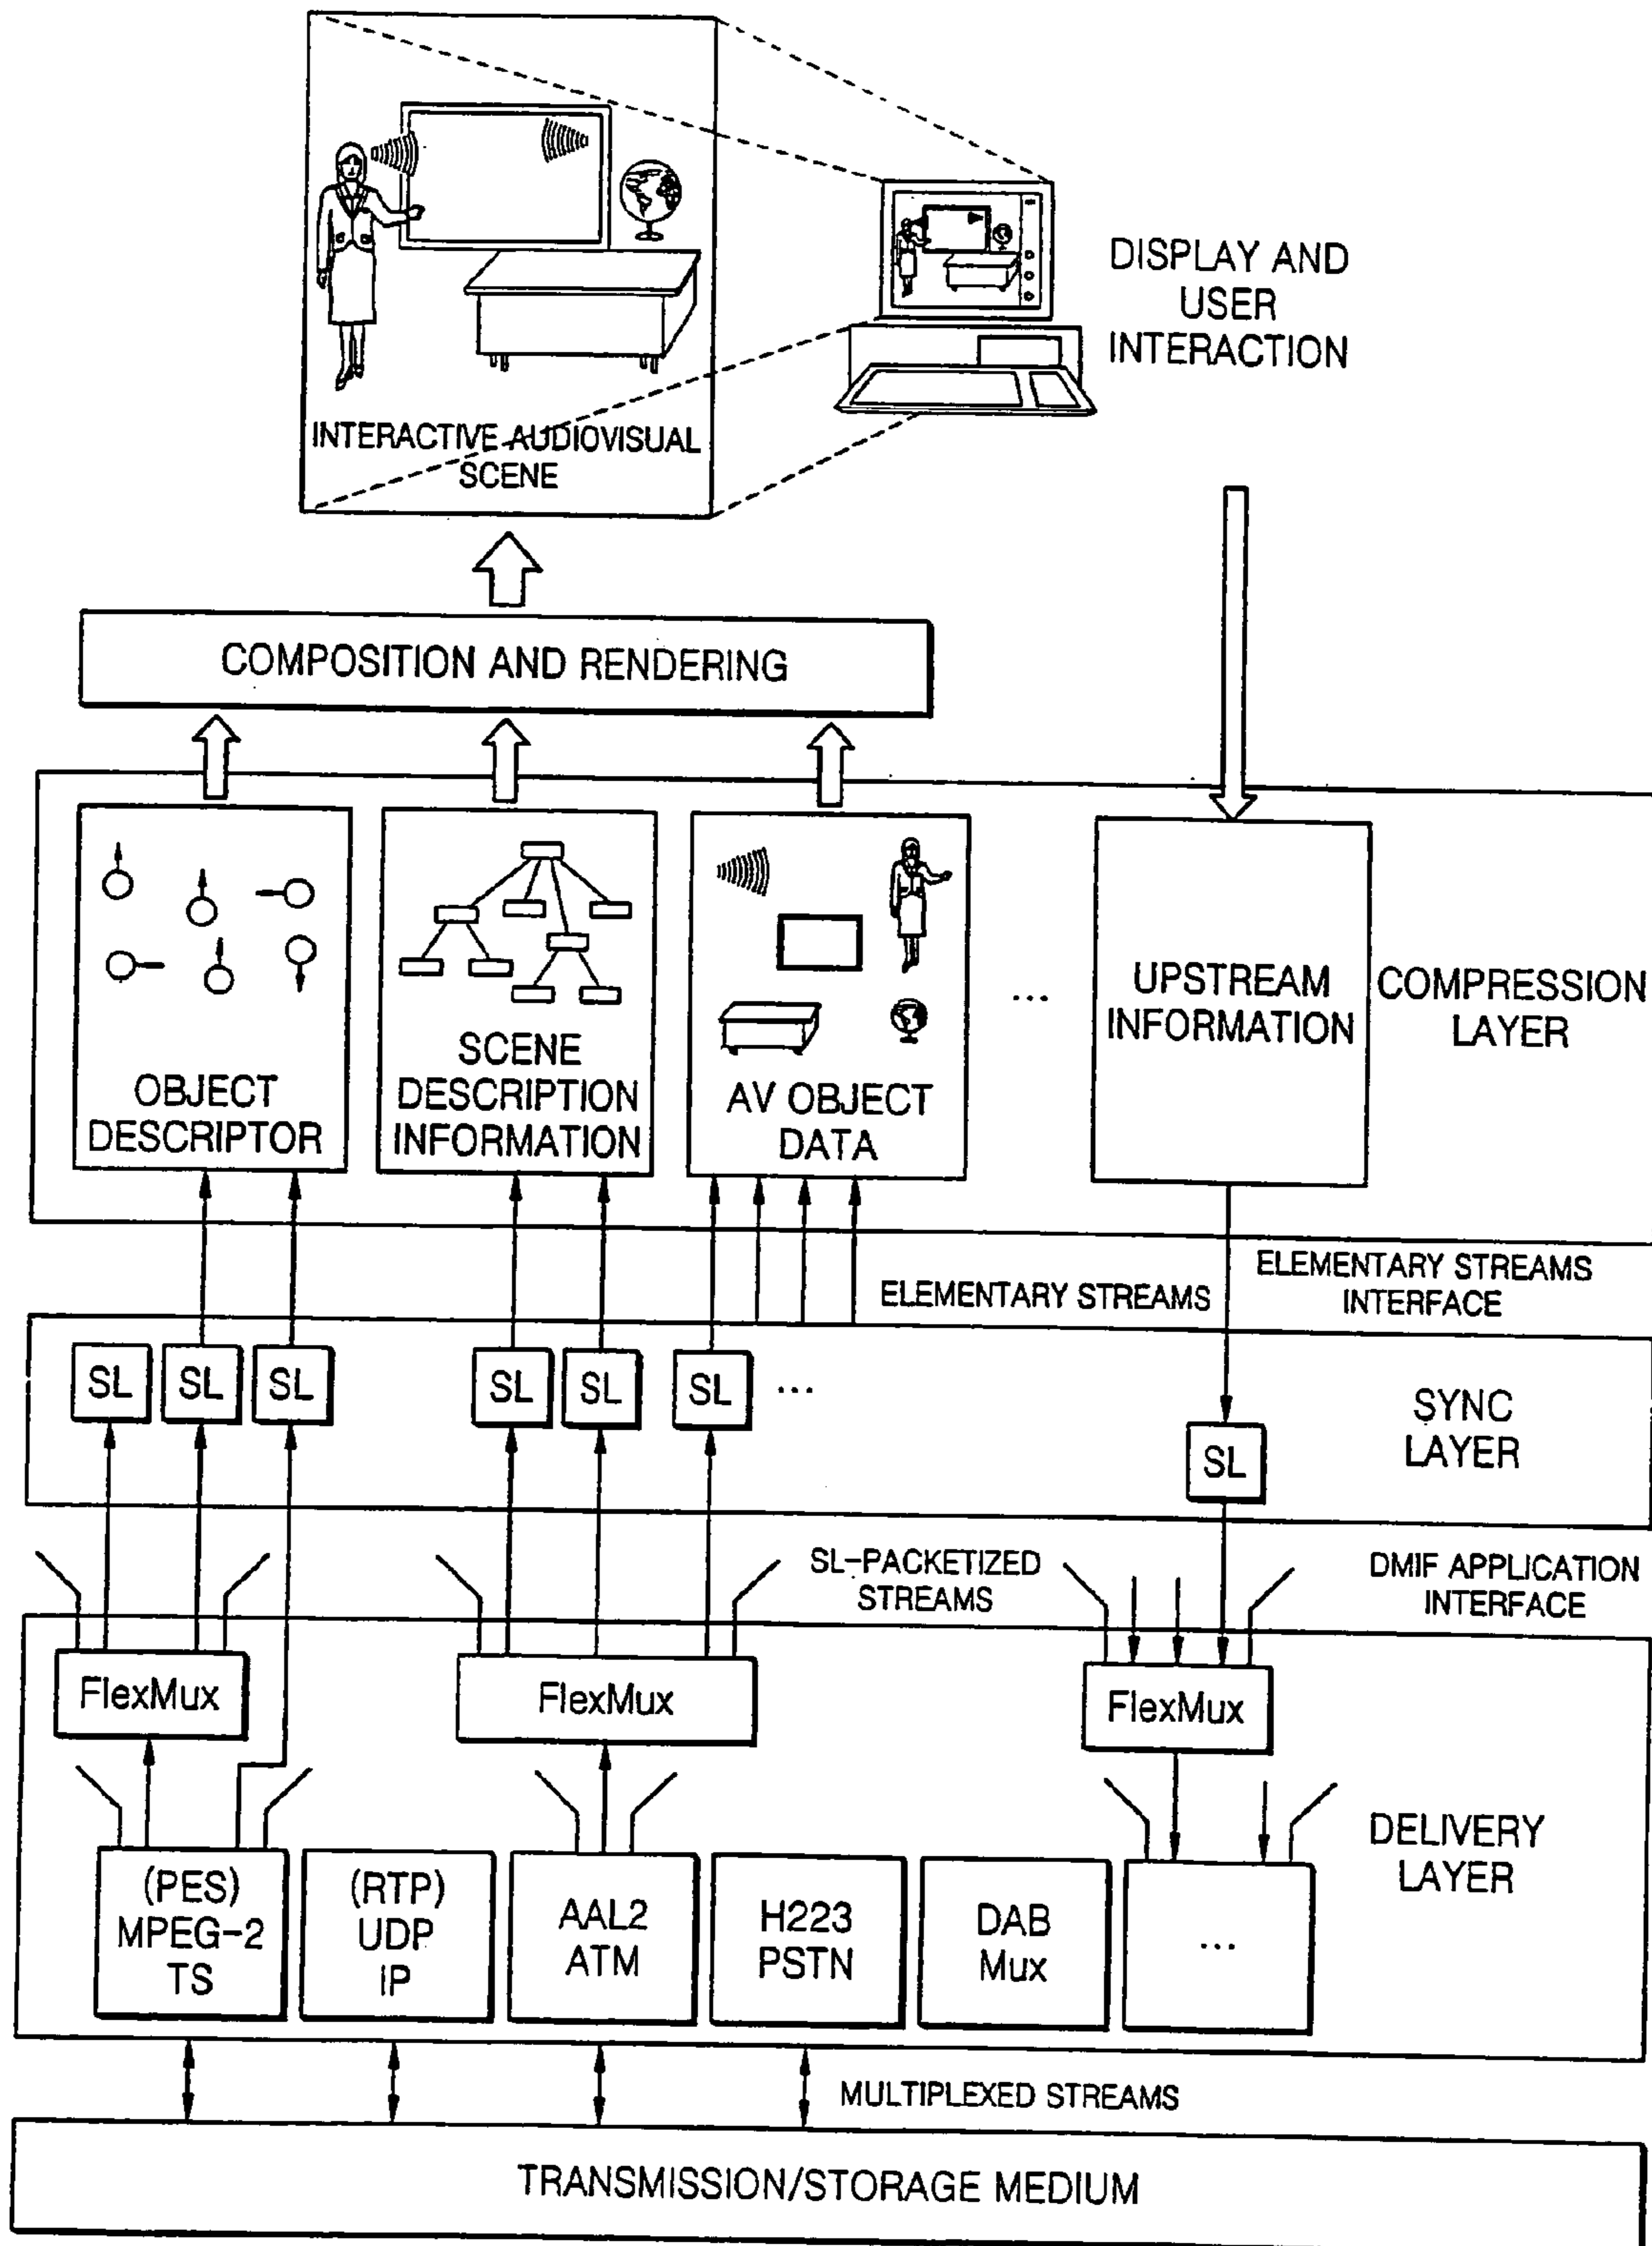 DISPLAY AND
USER
INTERACTION
INTERACTIVE AUDIOVISUAL
SCENE
COMPOSITION AND RENDERING
OBJECT
DESCRIPTOR
SCENE
DESCRIPTION
INFORMATION
AV OBJECT
DATA
...
UPSTREAM
INFORMATION
COMPRESSION
LAYER
ELEMENTARY STREAMS
ELEMENTARY STREAMS
INTERFACE
SL SL SL SL SL SL ...
SL
SYNC
LAYER
SL-PACKETIZED
STREAMS
DMIF APPLICATION
INTERFACE
FlexMux
FlexMux
FlexMux
(PES)
MPEG-2
TS
(RTP)
UDP
IP
AAL2
ATM
H223
PSTN
DAB
Mux
...
DELIVERY
LAYER
MULTIPLEXED STREAMS
TRANSMISSION/STORAGE MEDIUM